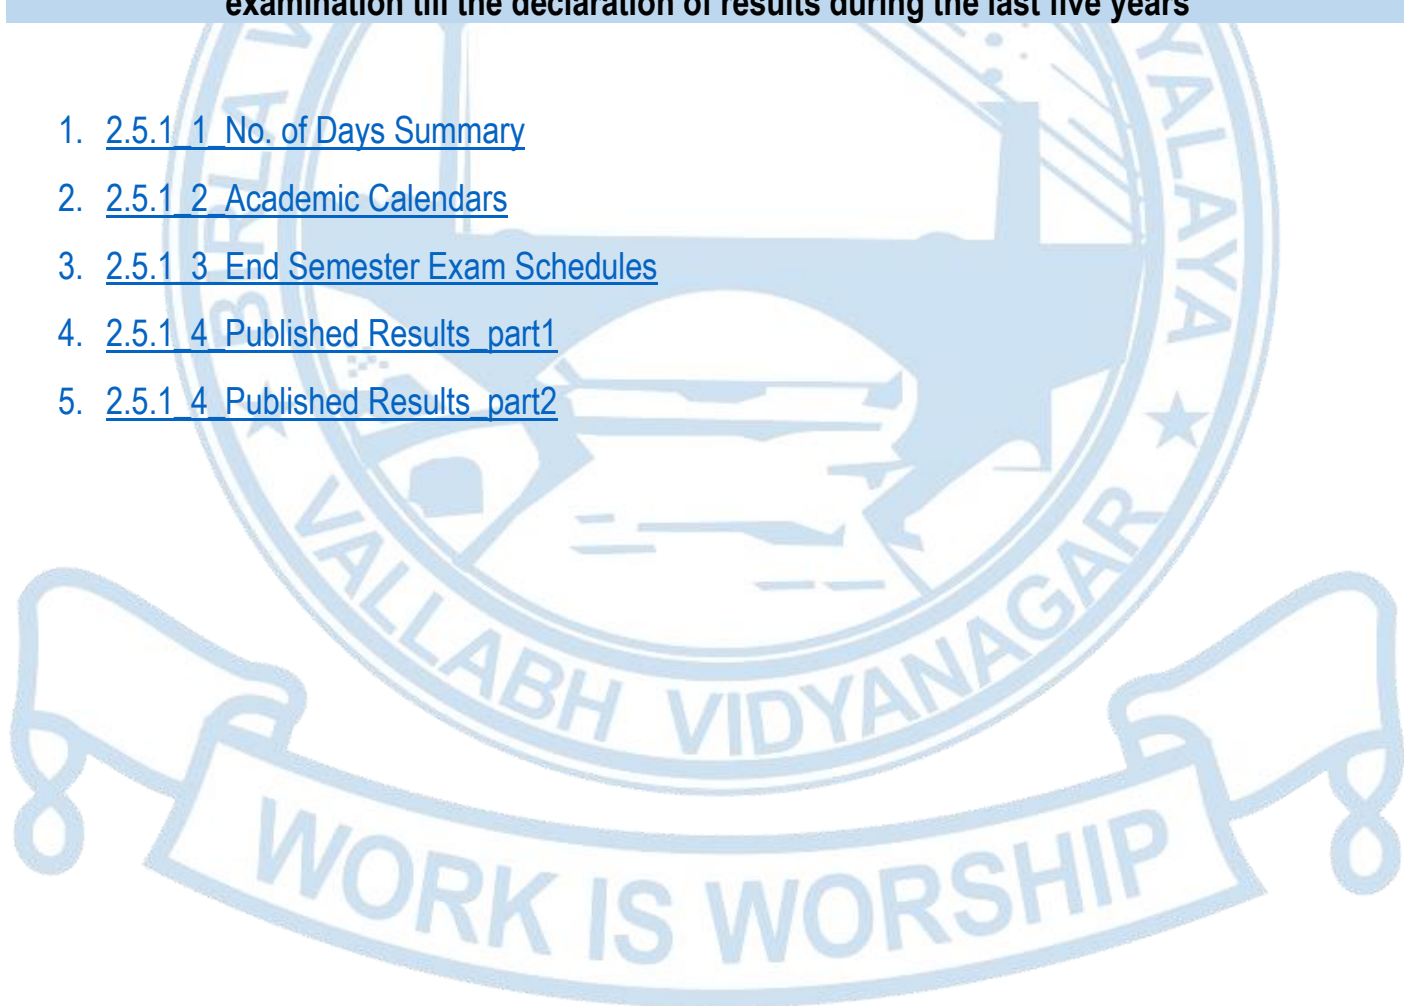 examination till the declaration of results during the last five years
1. 2.5.1_1_No. of Days Summary
2. 2.5.1_2_Academic Calendars
3. 2.5.1_3_End Semester Exam Schedules
4. 2.5.1_4_Published Results_part1
5. 2.5.1_4_Published Results_part2
BIRLA V
YALAYA
VALLABH VIDYANAGAR
WORK IS WORSHIP